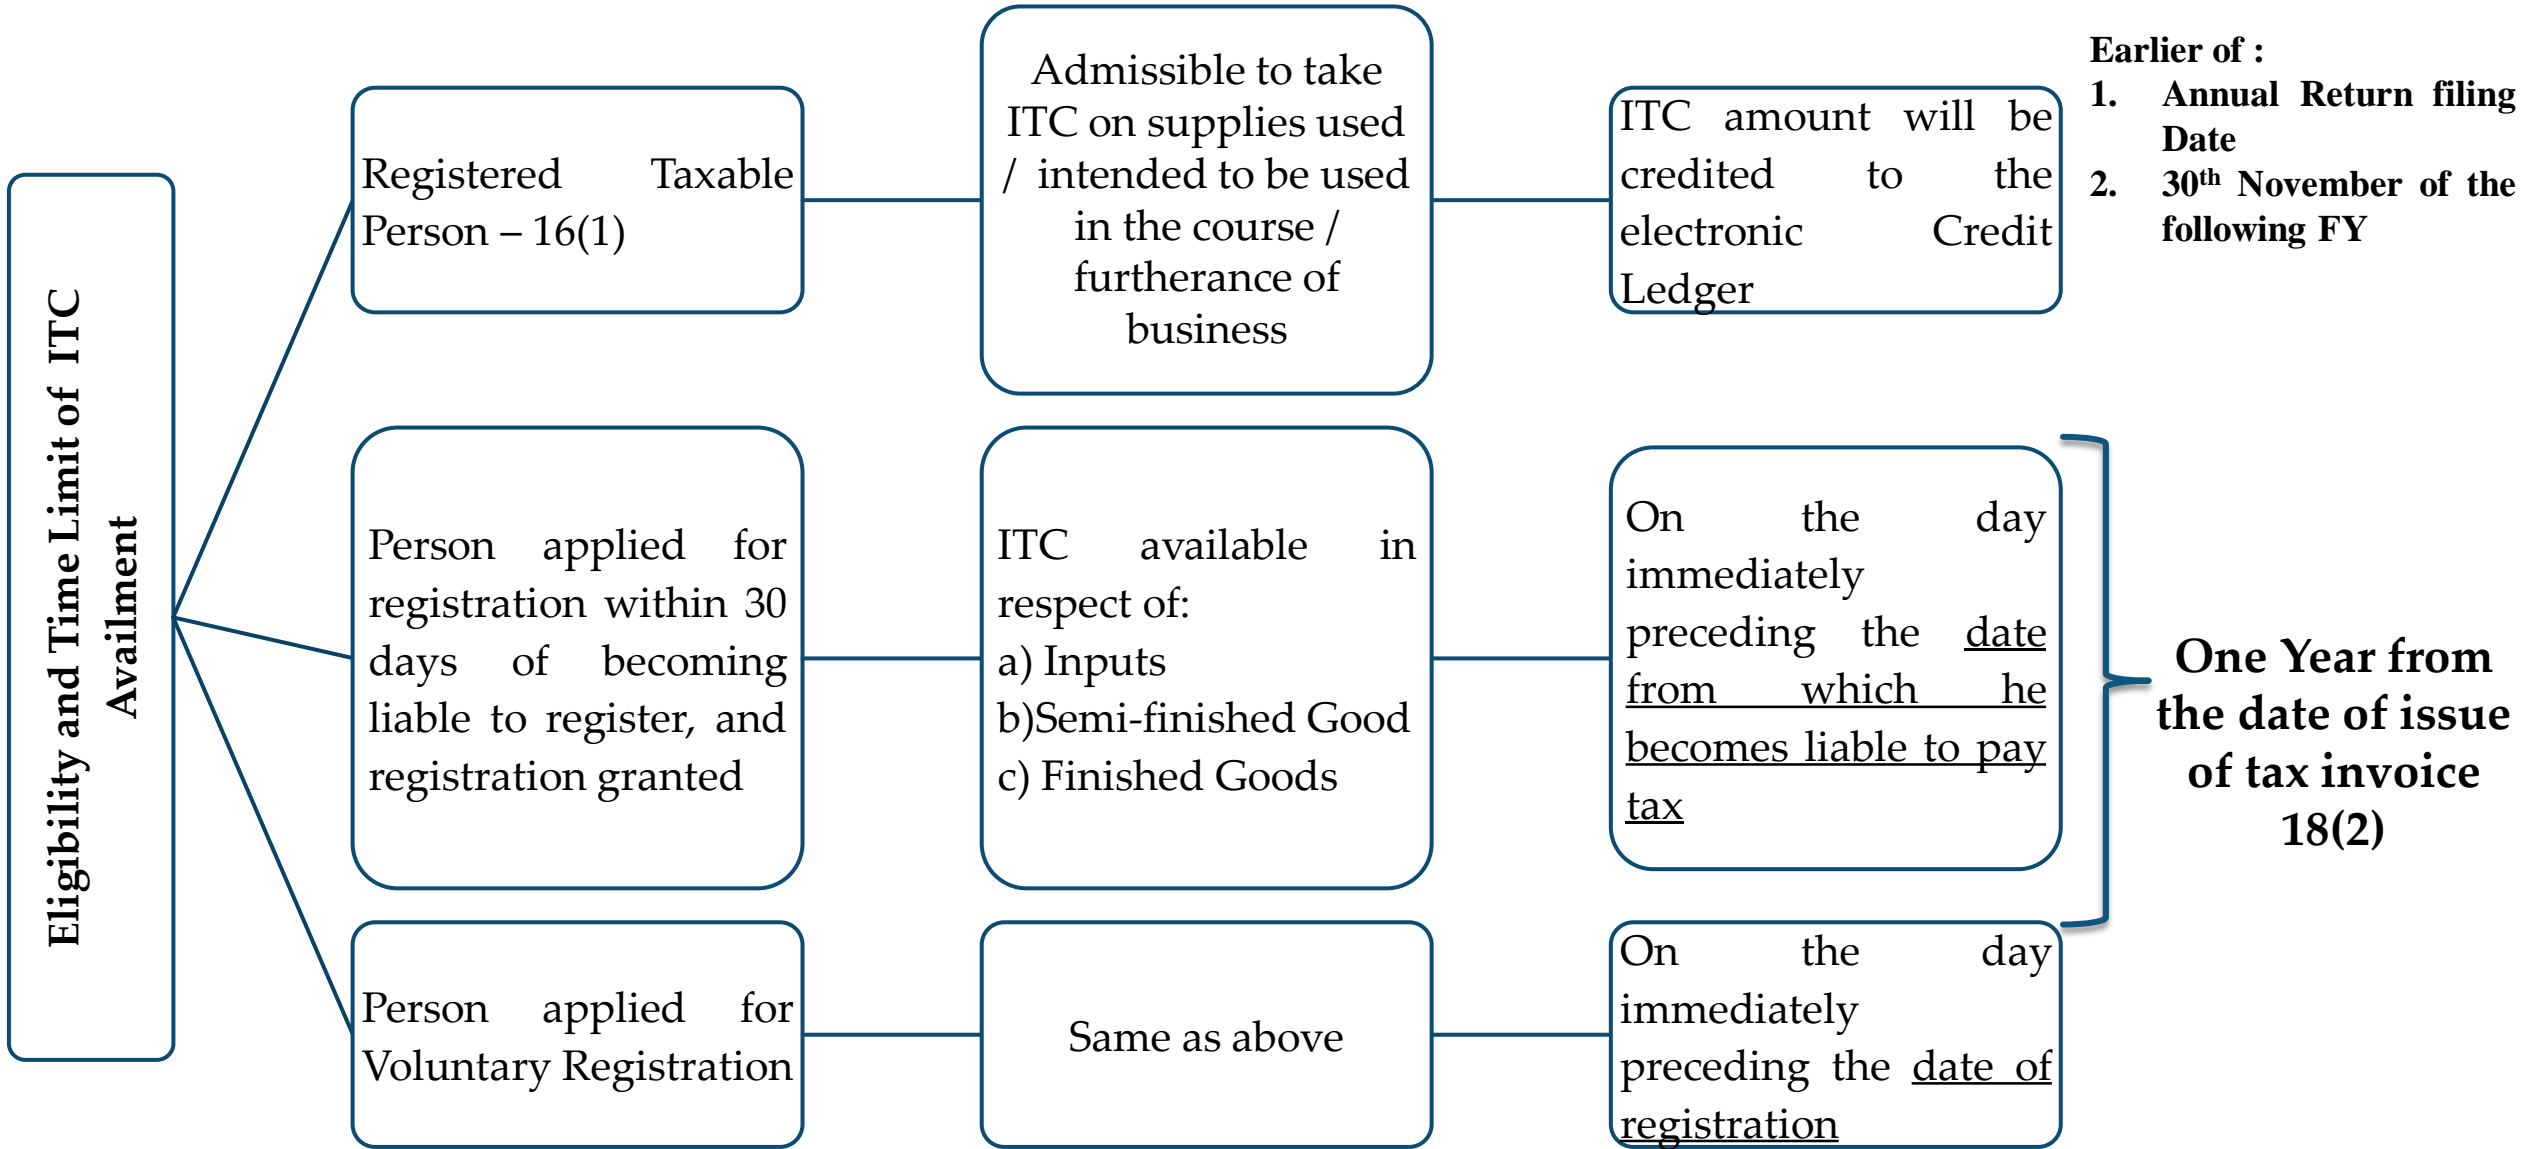 Eligibility and Time Limit of ITC
Availment
Registered Taxable
Person – 16(1)
Admissible to take
ITC on supplies used
/ intended to be used
in the course /
furtherance of
business
ITC amount will be
credited to the
electronic Credit
Ledger
Earlier of :
1. Annual Return filing
Date
2. 30th November of the
following FY
Person applied for
registration within 30
days of becoming
liable to register, and
registration granted
ITC available in
respect of:
a) Inputs
b)Semi-finished Good
c) Finished Goods
On the day
immediately
preceding the date
from which he
becomes liable to pay
tax
One Year from
the date of issue
of tax invoice
18(2)
Person applied for
Voluntary Registration
Same as above
On the day
immediately
preceding the date of
registration